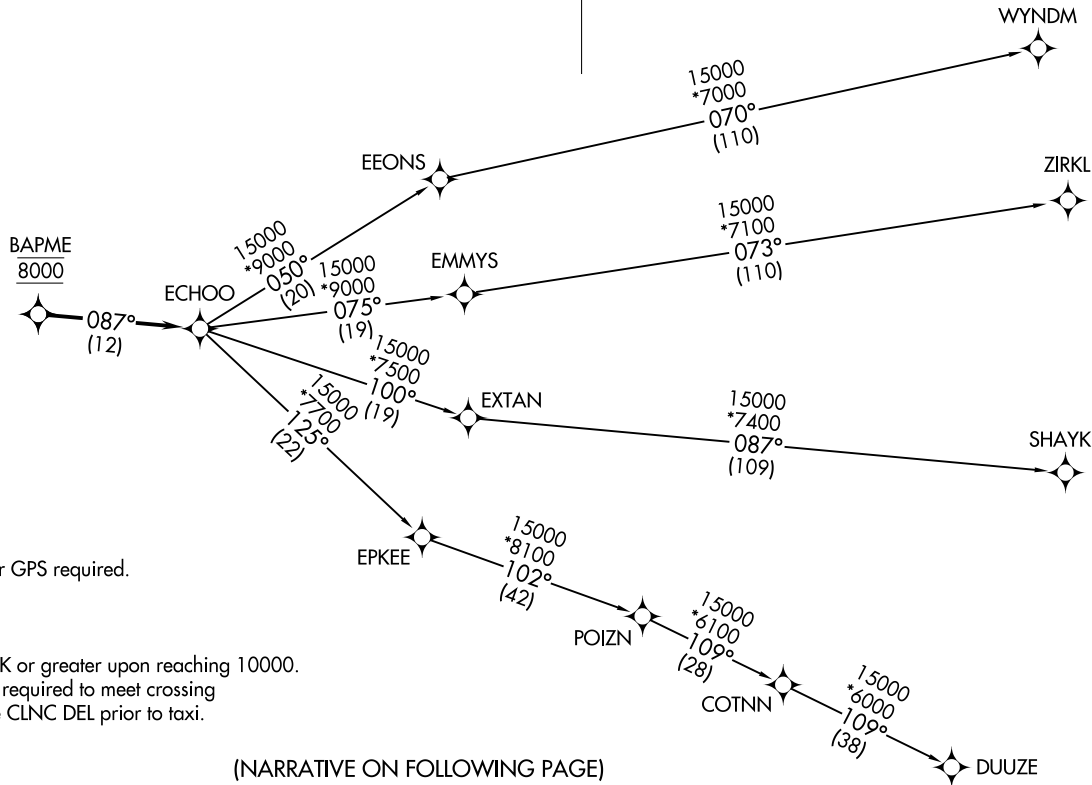 WYNDM
15000
*7000
070°
(110)
EEONS
ZIRKL
15000
*7100
073°
(110)
BAPME
8000
15000
*9000
050°
(20)
EMMYS
15000
*9000
075°
(19)
ECHOO
087°
(12)
15000
*7500
100°
(19)
EXTAN
15000
*7400
087°
(109)
SHAYK
15000
*7700
125°
(22)
EPKEE
15000
*8100
102°
(42)
r GPS required.
POIZN
15000
*6100
109°
(28)
K or greater upon reaching 10000.
required to meet crossing
CLNC DEL prior to taxi.
COTNN
15000
*6000
109°
(38)
DUUZE
(NARRATIVE ON FOLLOWING PAGE)